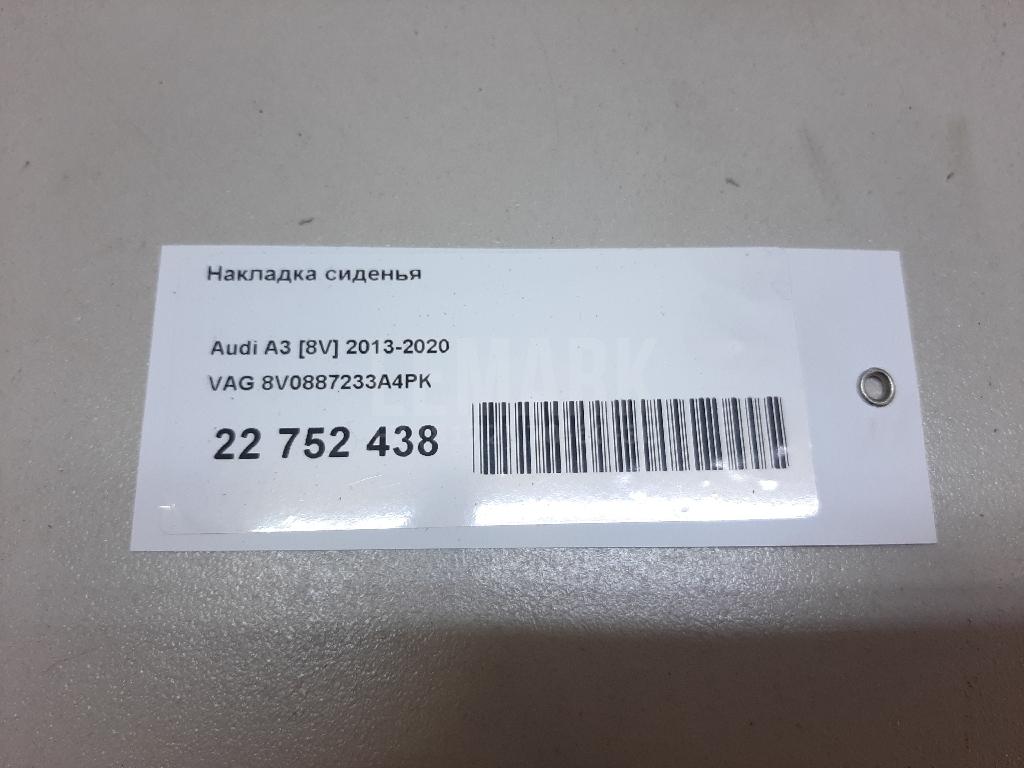 Накладка сиденья
Audi A3 [8V] 2013-2020
VAG 8V0887233A4PK
22 752 438